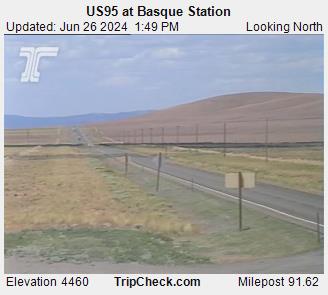 US95 at Basque Station
Updated: Jun 26 2024 1:49 PM Looking North
Elevation 4460 TripCheck.com Milepost 91.62